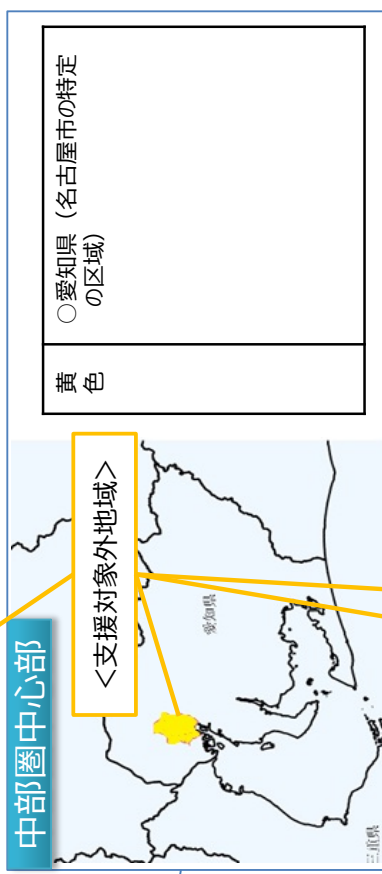 中部圏中心部
<支援対象外地域>
愛知県
三重県
黄色
○愛知県（名古屋市の特定
の区域）